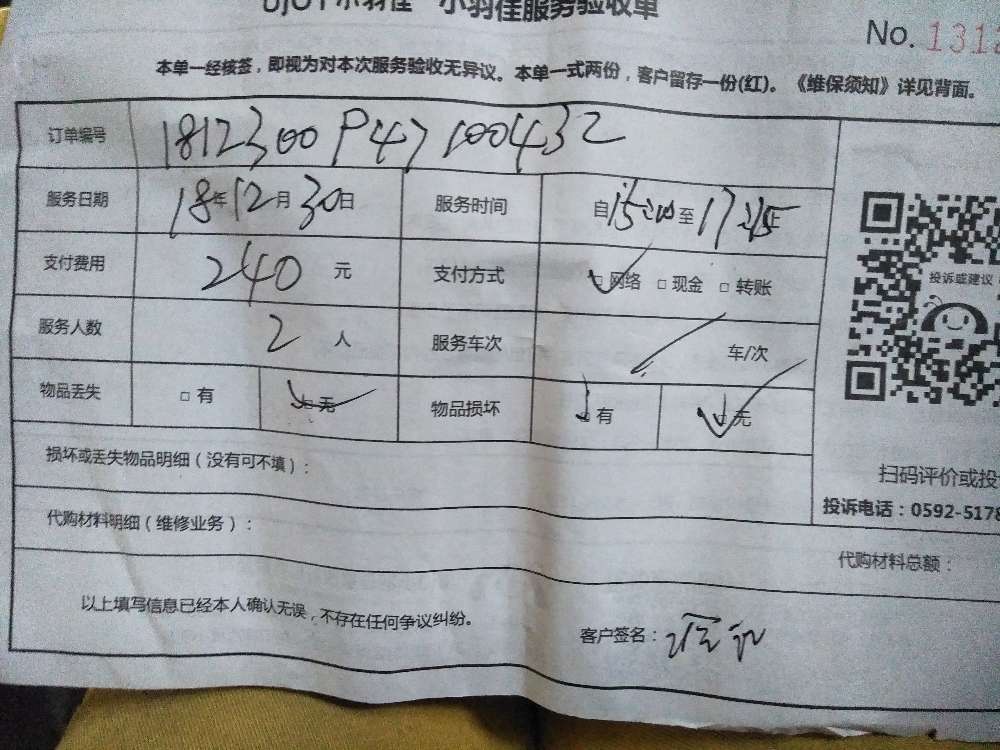 小羽佳服务验收单
No. 131
本单一经核签，即视为对本次服务验收无异议。本单一式两份，客户留存一份(红)。《维保须知》详见背面。
订单编号 1812300P47100432
服务日期 18年12月30日 服务时间 自15:00至17:15
支付费用 240 元 支付方式 □网络 □现金 □转账
投诉或建议
服务人数 2 人 服务车次 车/次
物品丢失 □有 □无 物品损坏 □有 □无
损坏或丢失物品明细（没有可不填）：
扫码评价或投
投诉电话：0592-5178
代购材料明细（维修业务）：
代购材料总额：
以上填写信息已经本人确认无误，不存在任何争议纠纷。
客户签名：